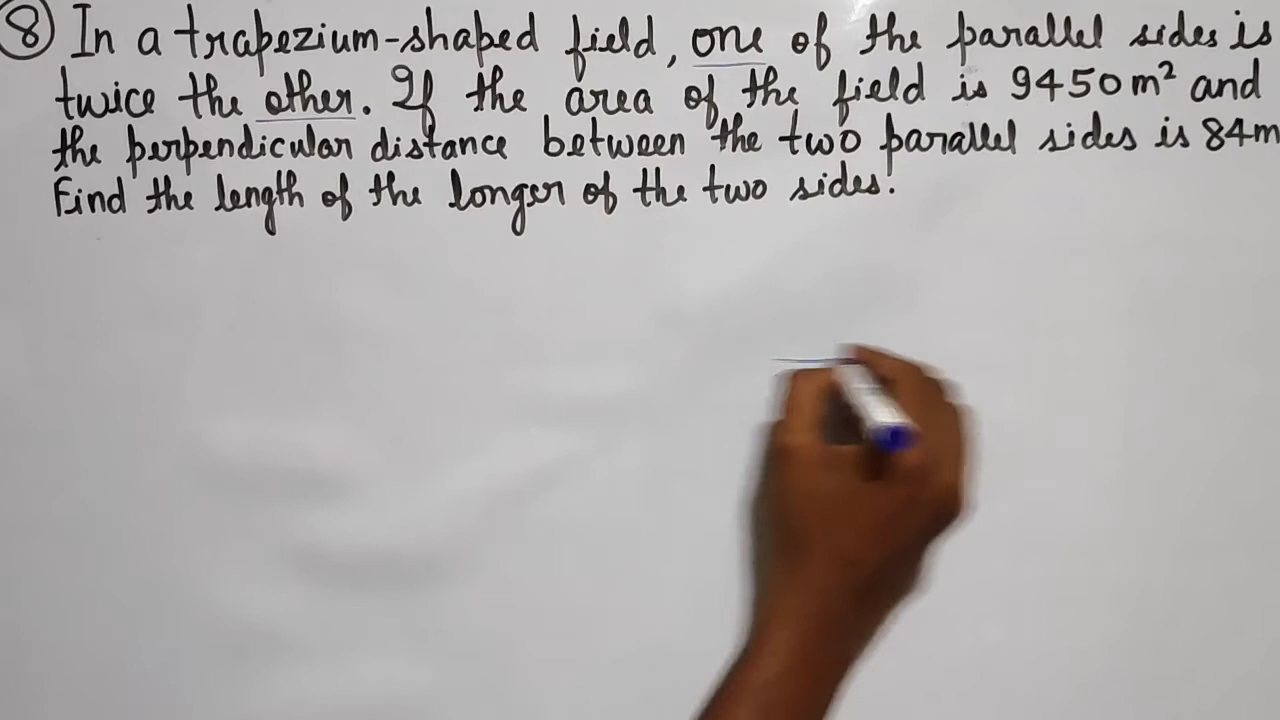 8 In a trapezium-shaped field, one of the parallel sides is
twice the other. If the area of the field is 9450 m² and
the perpendicular distance between the two parallel sides is 84m
Find the length of the longer of the two sides.